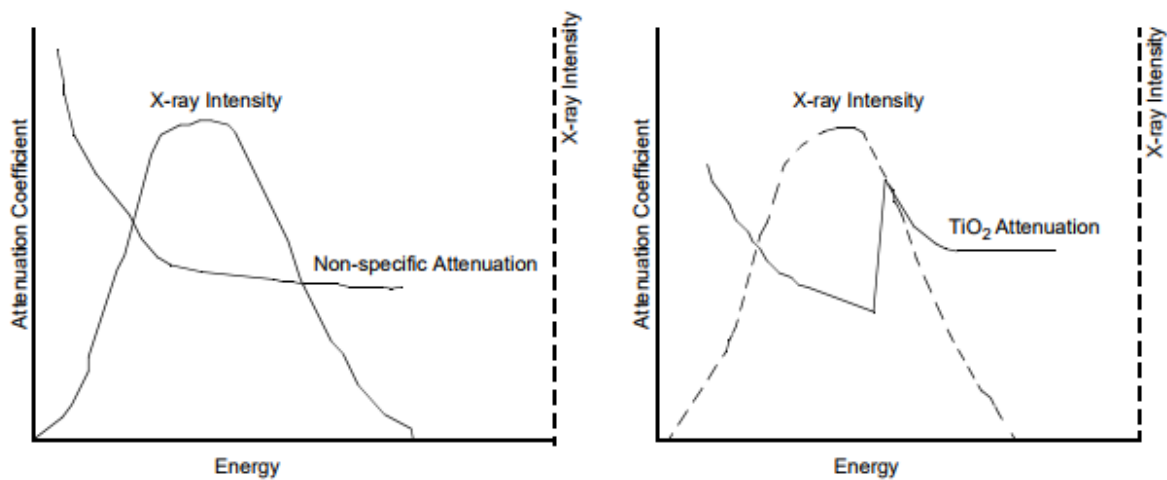 X-ray Intensity
Attenuation Coefficient
X-ray Intensity
Non-specific Attenuation
Energy
X-ray Intensity
Attenuation Coefficient
X-ray Intensity
TiO₂ Attenuation
Energy